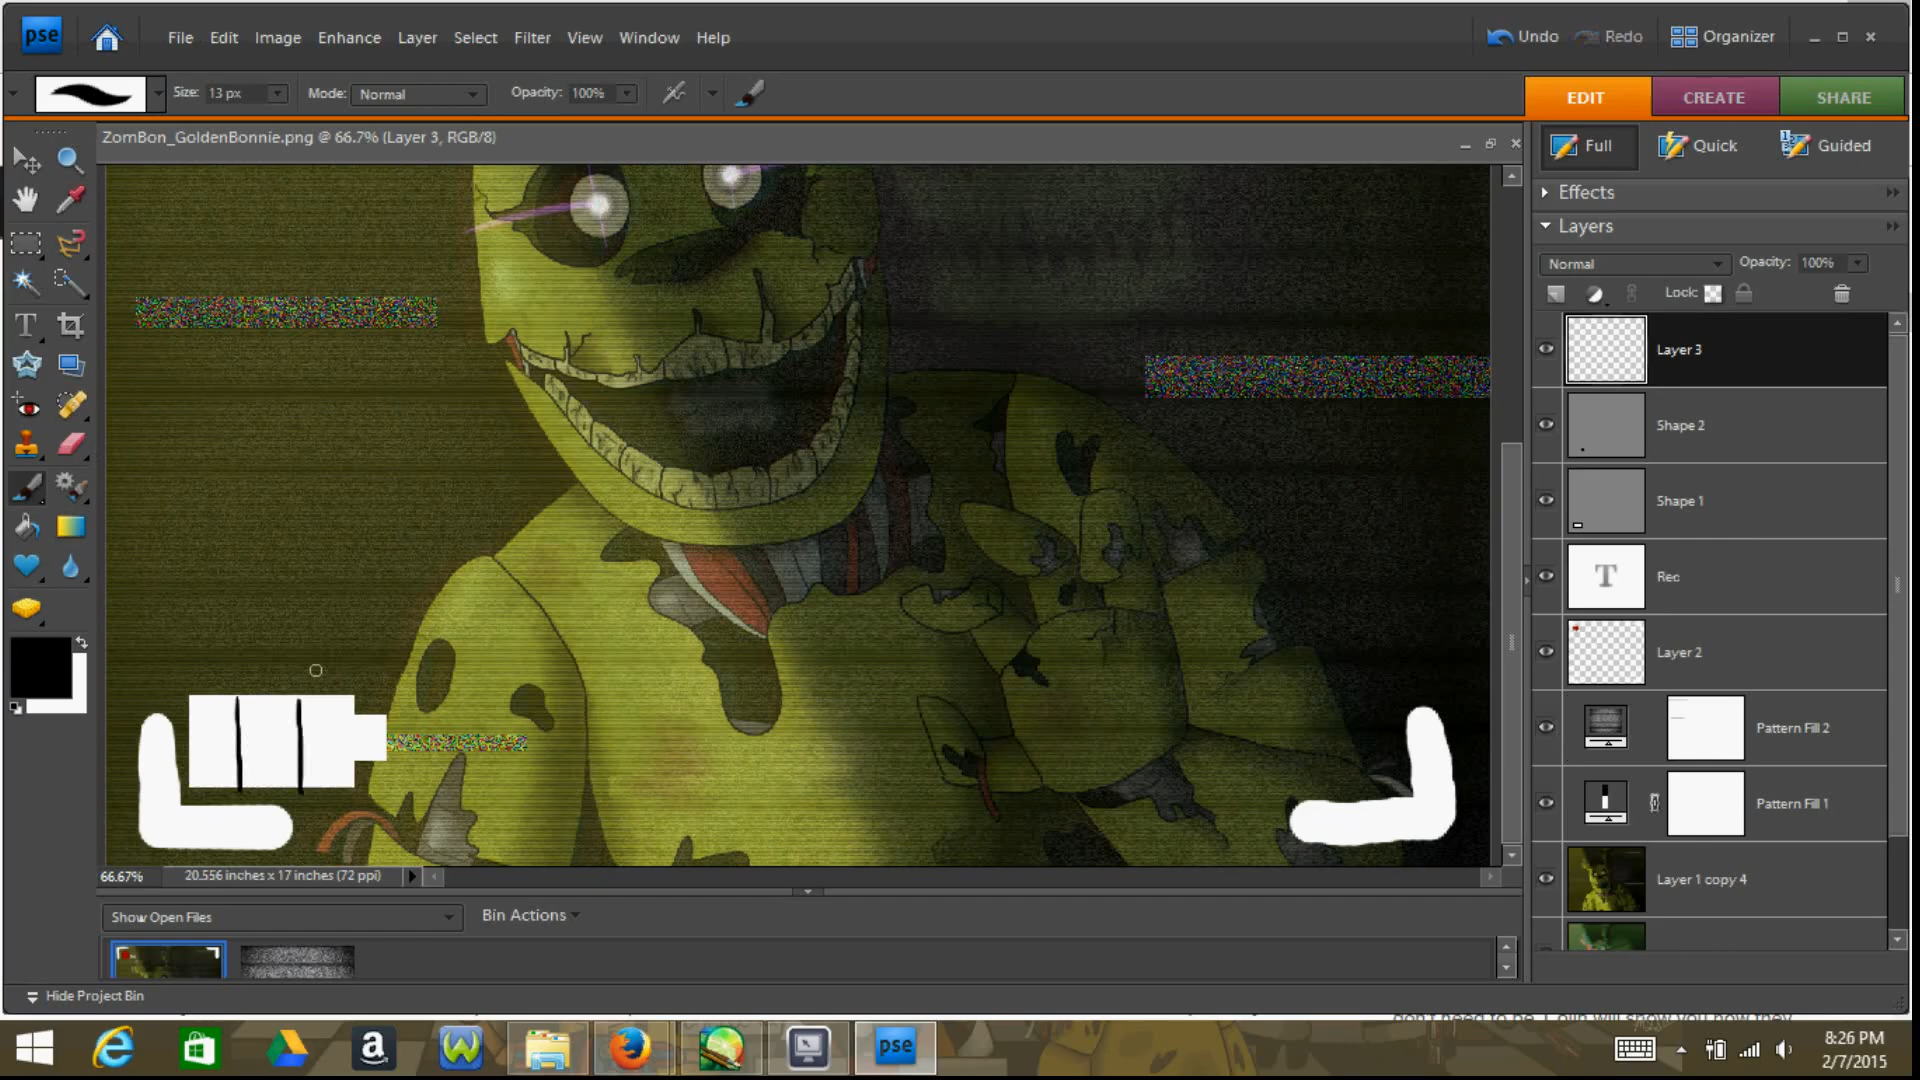 pse
File Edit Image Enhance Layer Select Filter View Window Help
Undo Redo Organizer
Size: 13 px Mode: Normal Opacity: 100%
EDIT CREATE SHARE
ZomBon_GoldenBonnie.png @ 66.7% (Layer 3, RGB/8)
Full Quick Guided
Effects
Layers
Normal Opacity: 100%
Lock:
Layer 3
Shape 2
Shape 1
T Rec
Layer 2
Pattern Fill 2
Pattern Fill 1
Layer 1 copy 4
66.67% 20.556 inches x 17 inches (72 ppi)
Show Open Files Bin Actions
Hide Project Bin
pse
8:26 PM
2/7/2015